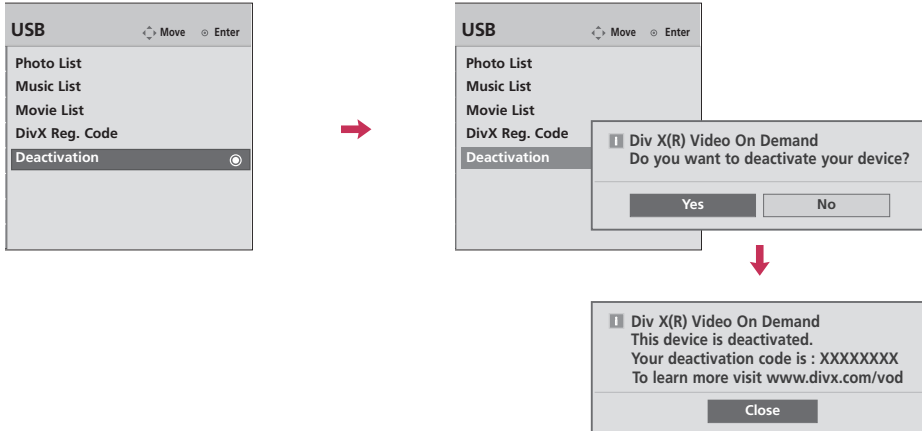 USB Move Enter
Photo List
Music List
Movie List
DivX Reg. Code
Deactivation
USB Move Enter
Photo List
Music List
Movie List
DivX Reg. Code
Deactivation
Div X(R) Video On Demand
Do you want to deactivate your device?
Yes No
Div X(R) Video On Demand
This device is deactivated.
Your deactivation code is : XXXXXXXX
To learn more visit www.divx.com/vod
Close